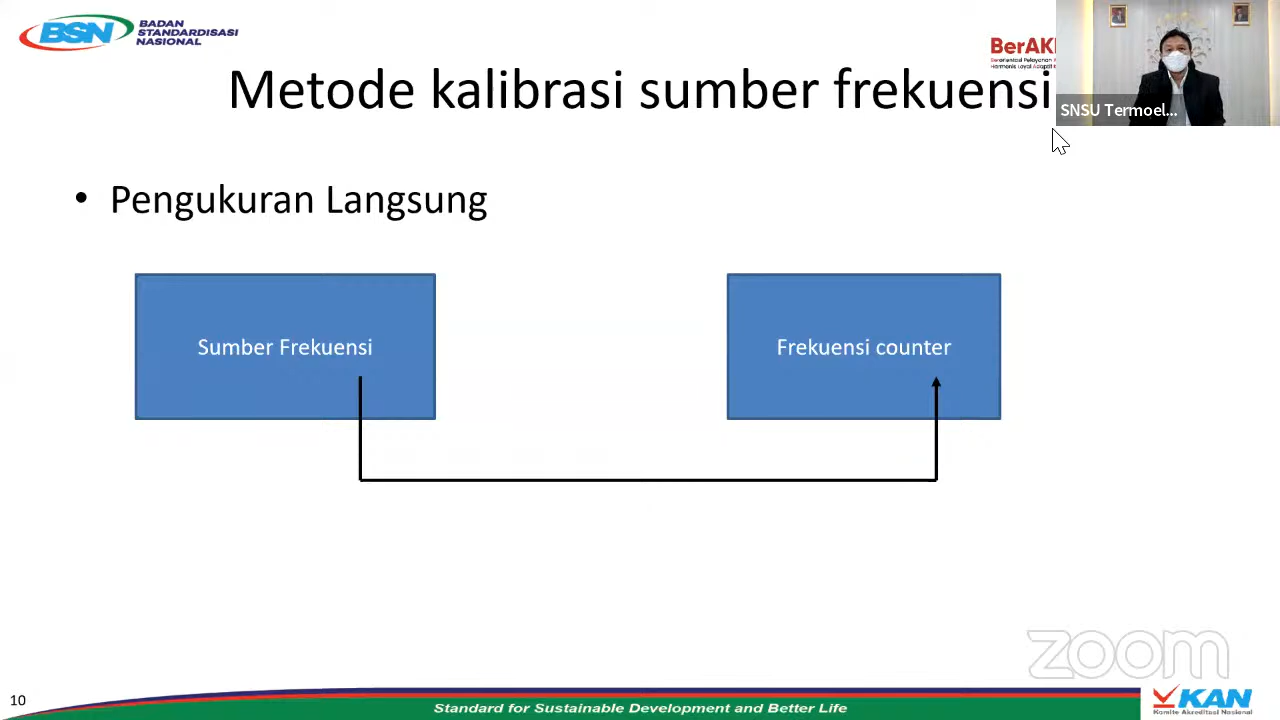 BSN BADAN
STANDARDISASI
NASIONAL
BerAK
Metode kalibrasi sumber frekuensi
SNSU Termoel...
• Pengukuran Langsung
Sumber Frekuensi
Frekuensi counter
zoom
10
Standard for Sustainable Development and Better Life
KAN
Komite Akreditasi Nasional